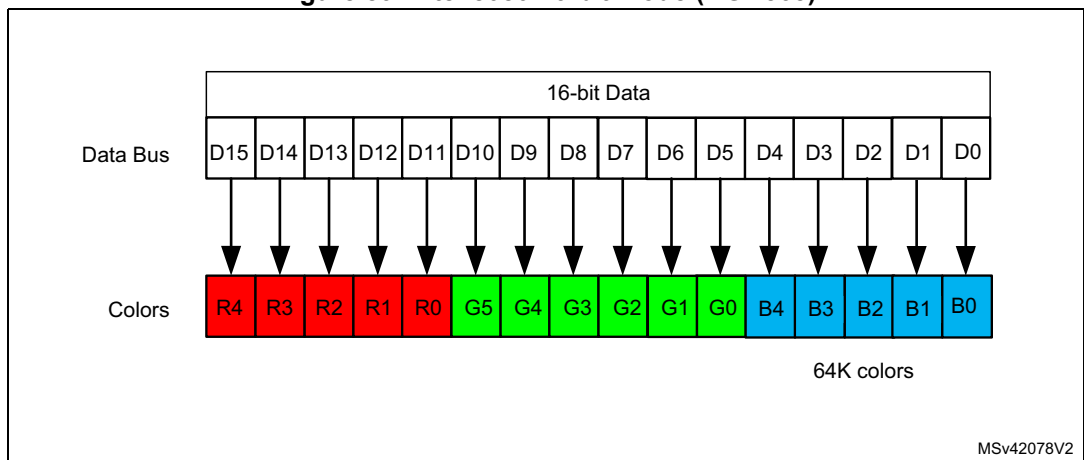 16-bit Data
Data Bus D15 D14 D13 D12 D11 D10 D9 D8 D7 D6 D5 D4 D3 D2 D1 D0
Colors R4 R3 R2 R1 R0 G5 G4 G3 G2 G1 G0 B4 B3 B2 B1 B0
64K colors
MSv42078V2